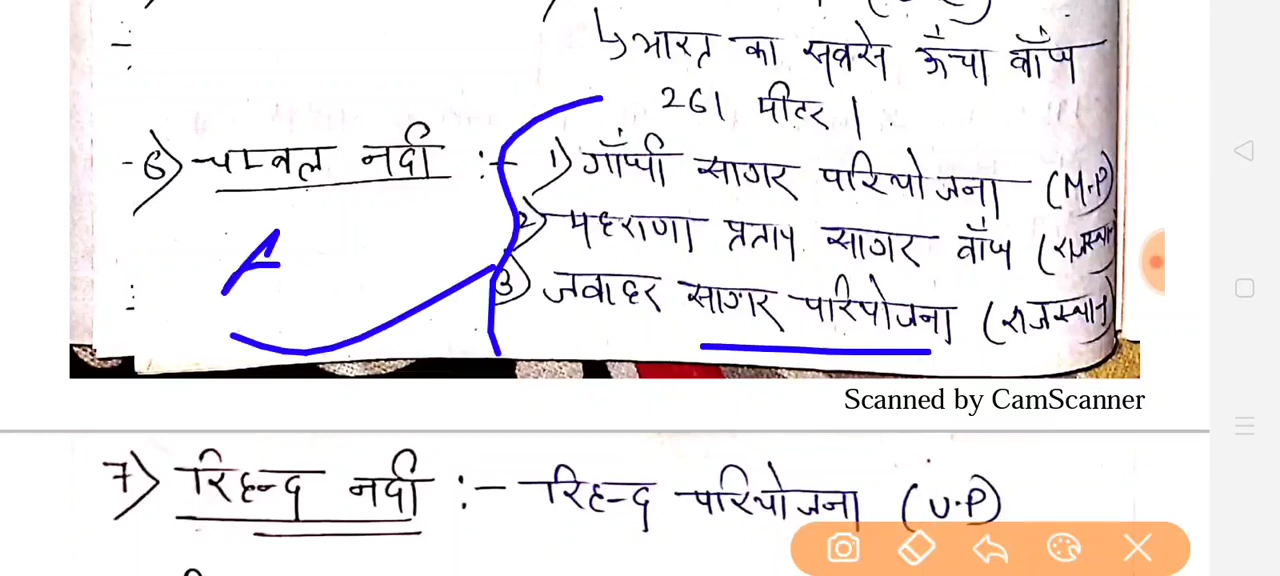 ↳ भारत का सबसे ऊँचा बाँध
261 मीटर |
6) चम्बल नदी :- 1) गाँधी सागर परियोजना (M.P)
2) महाराणा प्रताप सागर बाँध (राजस्थान)
3) जवाहर सागर परियोजना (राजस्थान)
A
Scanned by CamScanner
7) रिहन्द नदी :- रिहन्द परियोजना (U.P)